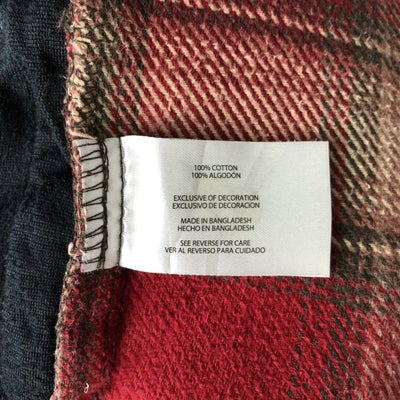 100% COTTON
100% ALGODÓN
EXCLUSIVE OF DECORATION
EXCLUSIVO DE DECORACION
MADE IN BANGLADESH
HECHO EN BANGLADESH
SEE REVERSE FOR CARE
VER AL REVERSO PARA CUIDADO